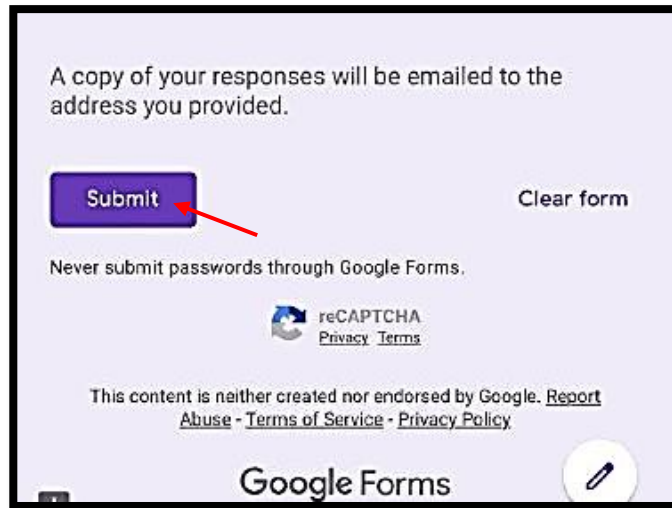 A copy of your responses will be emailed to the
address you provided.
Submit
Clear form
Never submit passwords through Google Forms.
reCAPTCHA
Privacy Terms
This content is neither created nor endorsed by Google. Report
Abuse - Terms of Service - Privacy Policy
Google Forms